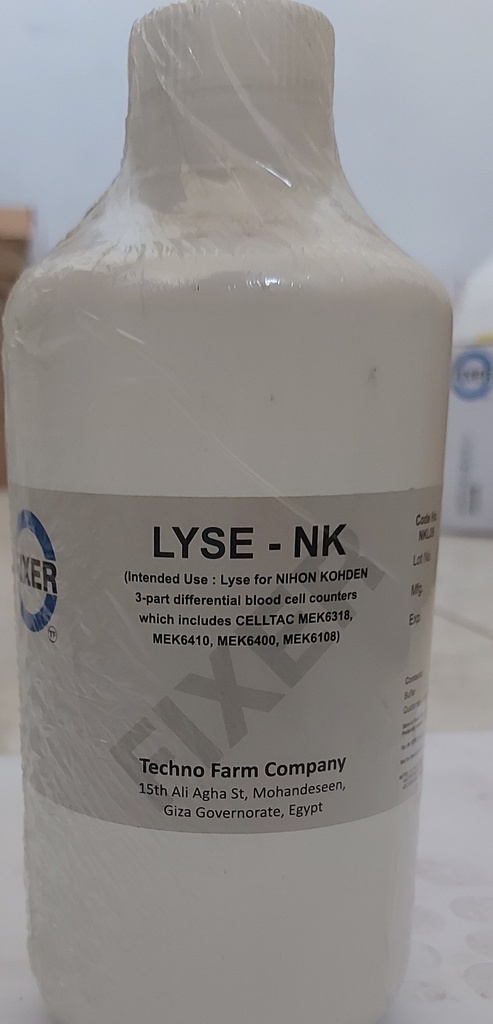 LYSE - NK
(Intended Use : Lyse for NIHON KOHDEN
3-part differential blood cell counters
which includes CELLTAC MEK6318,
MEK6410, MEK6400, MEK6108)
FIXER
Techno Farm Company
15th Ali Agha St, Mohandeseen,
Giza Governorate, Egypt
IXER
Code No
Lot No.
Mfg.
Exp.